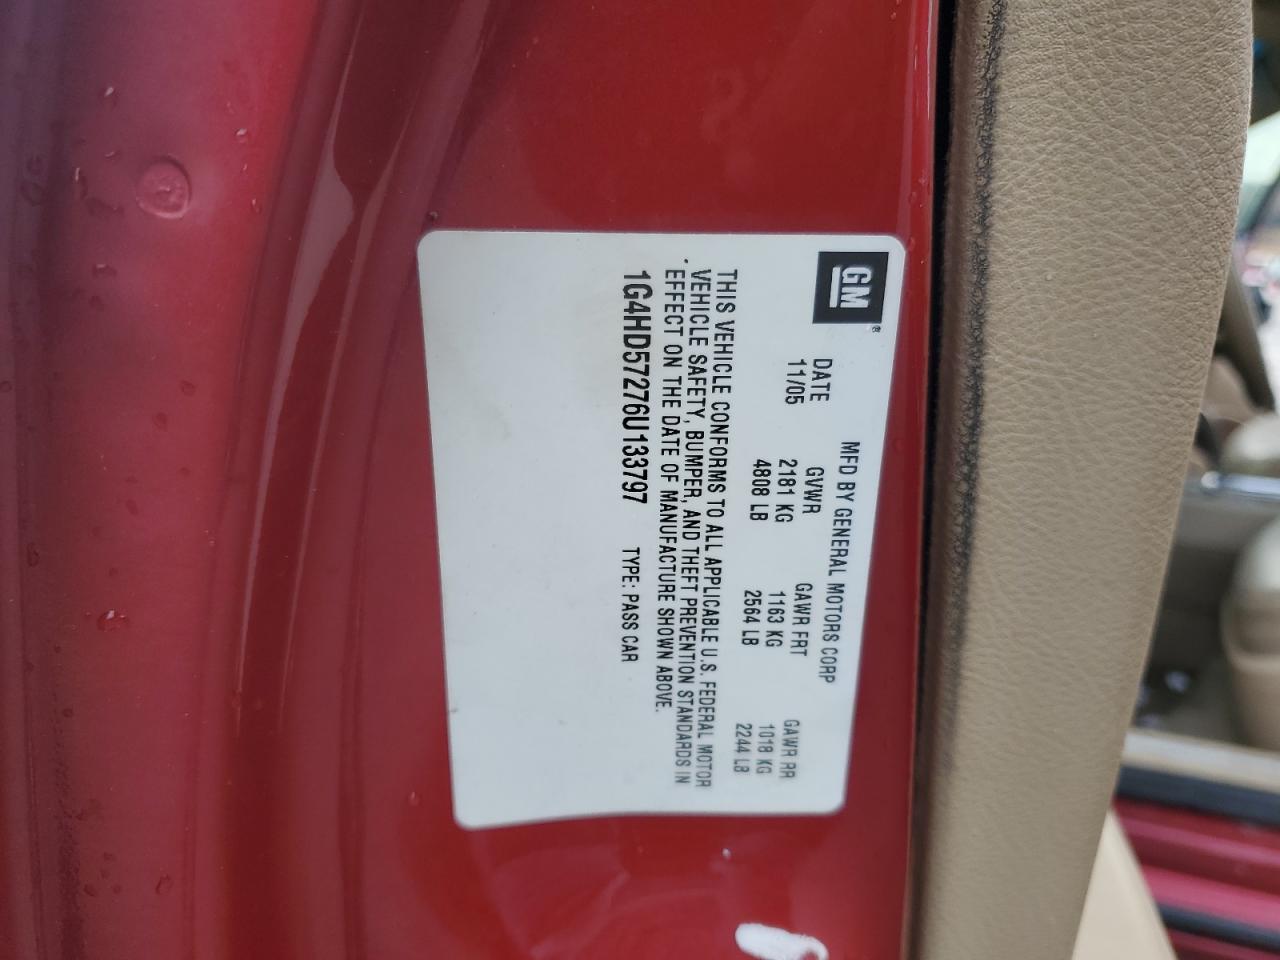 GM
MFD BY GENERAL MOTORS CORP
DATE GVWR GAWR FRT GAWR RR
11/05 2181 KG 1163 KG 1018 KG
4808 LB 2564 LB 2244 LB
THIS VEHICLE CONFORMS TO ALL APPLICABLE U.S. FEDERAL MOTOR
VEHICLE SAFETY, BUMPER, AND THEFT PREVENTION STANDARDS IN
EFFECT ON THE DATE OF MANUFACTURE SHOWN ABOVE.
1G4HD57276U133797 TYPE: PASS CAR